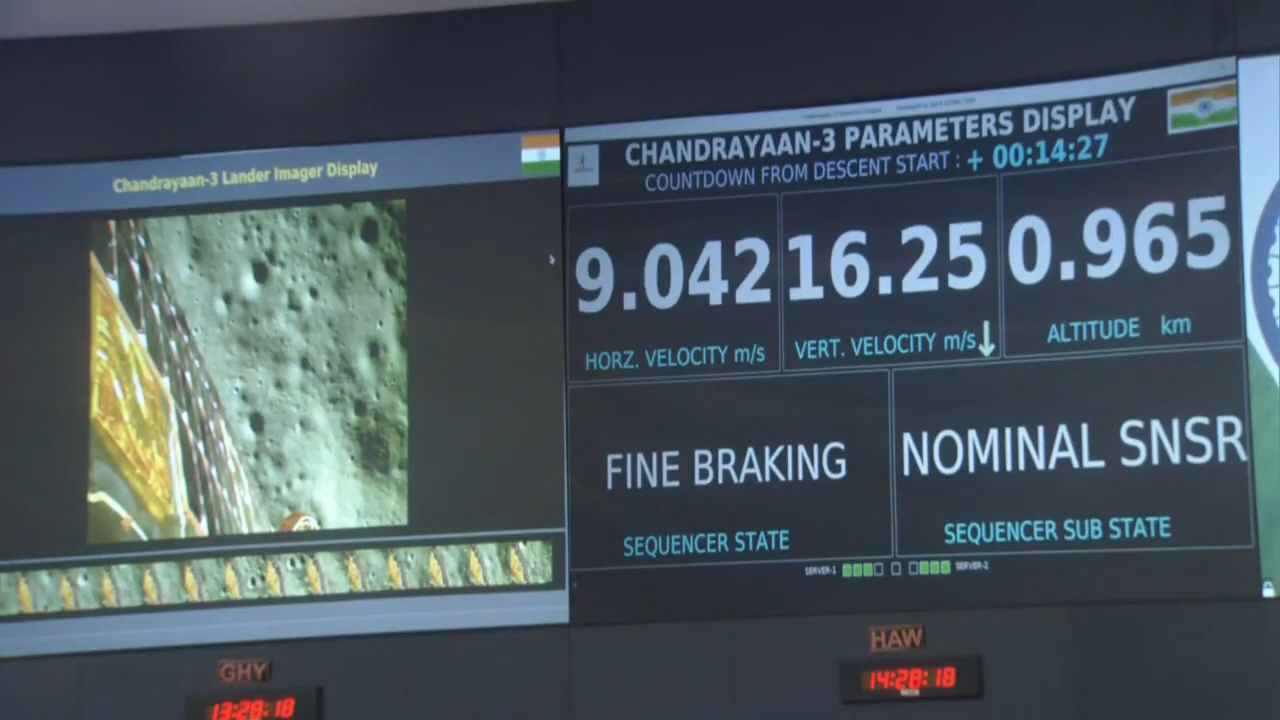 Chandrayaan-3 Lander Imager Display
CHANDRAYAAN-3 PARAMETERS DISPLAY
COUNTDOWN FROM DESCENT START : + 00:14:27
9.042
HORZ. VELOCITY m/s
16.25
VERT. VELOCITY m/s
0.965
ALTITUDE km
FINE BRAKING
SEQUENCER STATE
NOMINAL SNSR
SEQUENCER SUB STATE
SERVER-1
SERVER-2
GHY
13:28:18
HAW
14:28:18